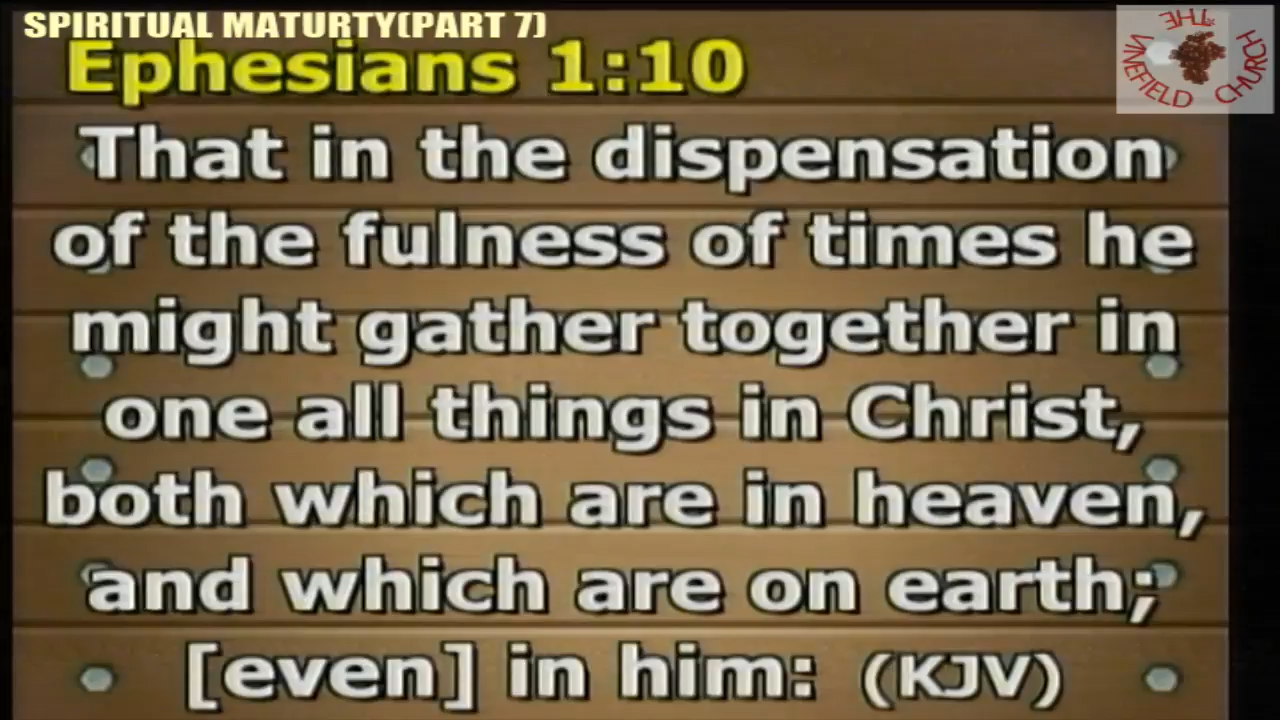 SPIRITUAL MATURTY(PART 7)
THE VINEFIELD CHURCH
Ephesians 1:10
That in the dispensation
of the fulness of times he
might gather together in
one all things in Christ,
both which are in heaven,
and which are on earth;
[even] in him: (KJV)